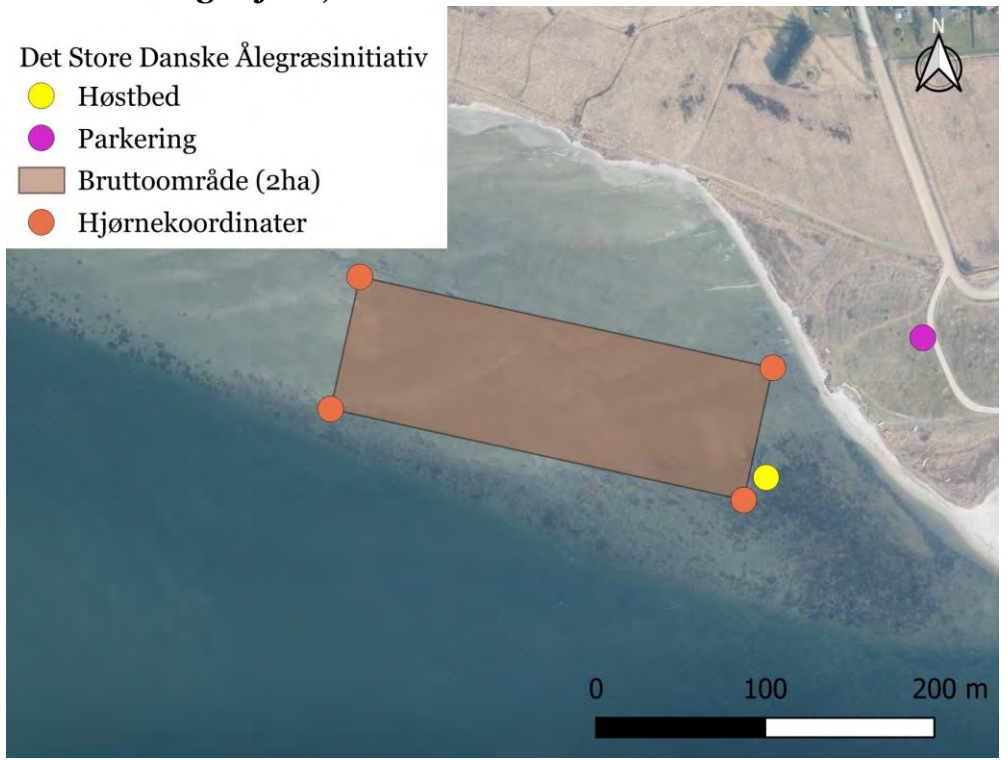 Det Store Danske Ålegræsinitiativ
Høstbed
Parkering
Bruttoområde (2ha)
Hjørnekoordinater
N
0 100 200 m